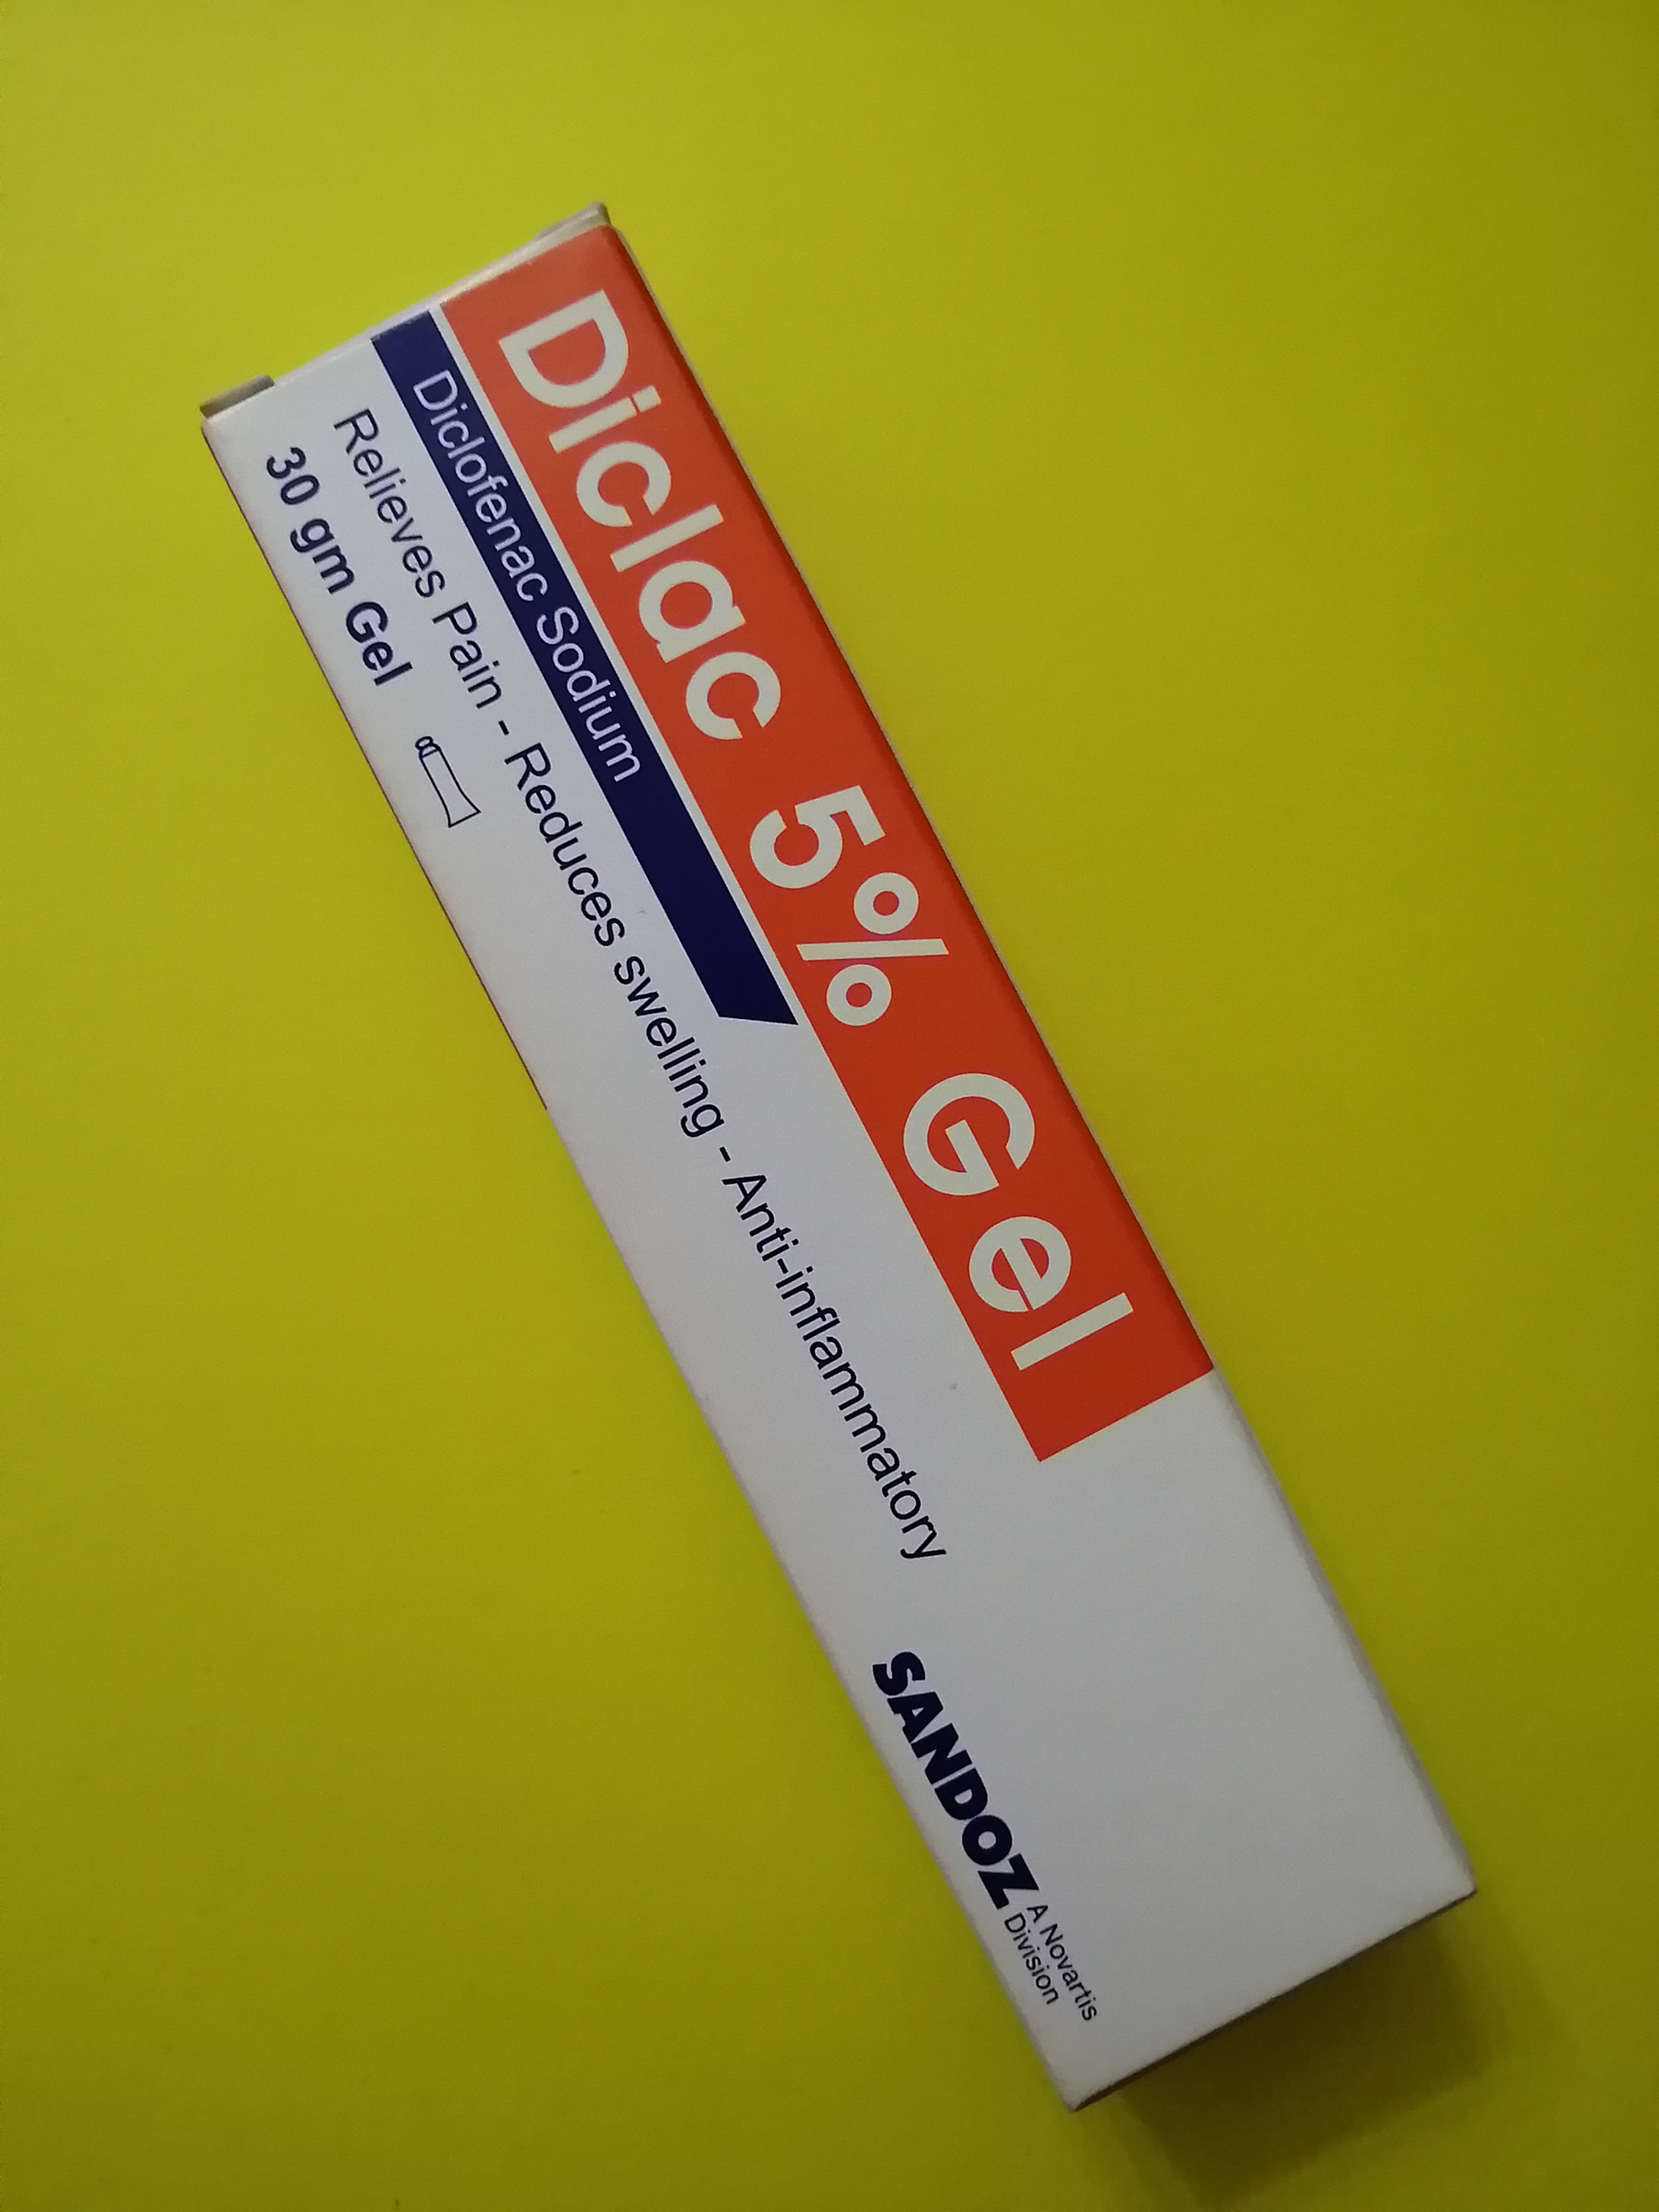 Diclac 5% Gel
Diclofenac Sodium
Relieves Pain - Reduces swelling - Anti-inflammatory
30 gm Gel
SANDOZ
A Novartis
Division